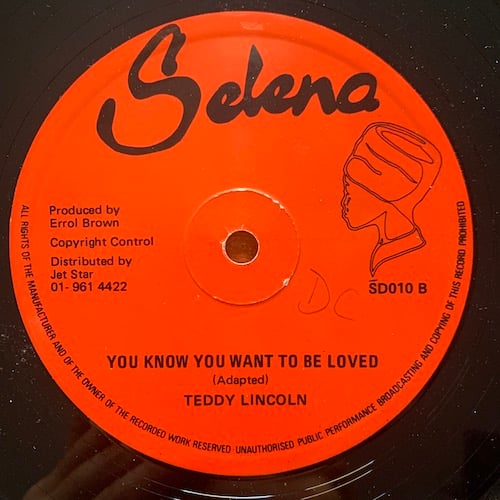 Selena
Produced by
Errol Brown
Copyright Control
Distributed by
Jet Star
01-961 4422
DC
SD010 B
YOU KNOW YOU WANT TO BE LOVED
(Adapted)
TEDDY LINCOLN
ALL RIGHTS OF THE MANUFACTURER AND OF THE OWNER OF THE RECORDED WORK RESERVED UNAUTHORISED PUBLIC PERFORMANCE BROADCASTING AND COPYING OF THIS RECORD PROHIBITED